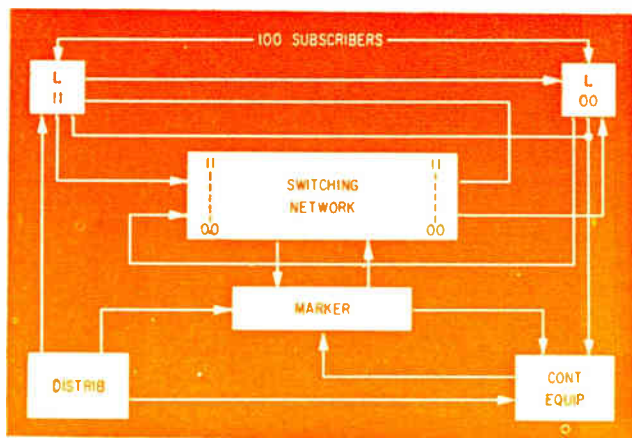 100 SUBSCRIBERS
L
11
L
00
11
11
SWITCHING
NETWORK
00
00
MARKER
DISTRIB
CONT
EQUIP